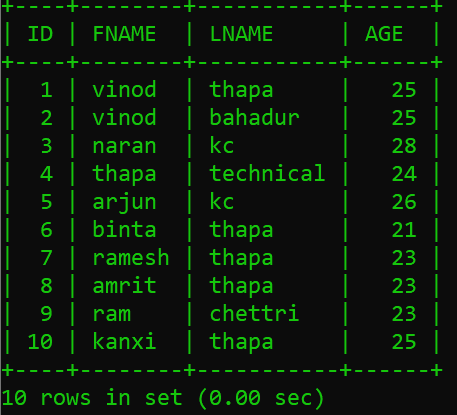 +----+--------+-----------+------+
| ID | FNAME  | LNAME     | AGE  |
+----+--------+-----------+------+
|  1 | vinod  | thapa     |   25 |
|  2 | vinod  | bahadur   |   25 |
|  3 | naran  | kc        |   28 |
|  4 | thapa  | technical |   24 |
|  5 | arjun  | kc        |   26 |
|  6 | binta  | thapa     |   21 |
|  7 | ramesh | thapa     |   23 |
|  8 | amrit  | thapa     |   23 |
|  9 | ram    | chettri   |   23 |
| 10 | kanxi  | thapa     |   25 |
+----+--------+-----------+------+
10 rows in set (0.00 sec)